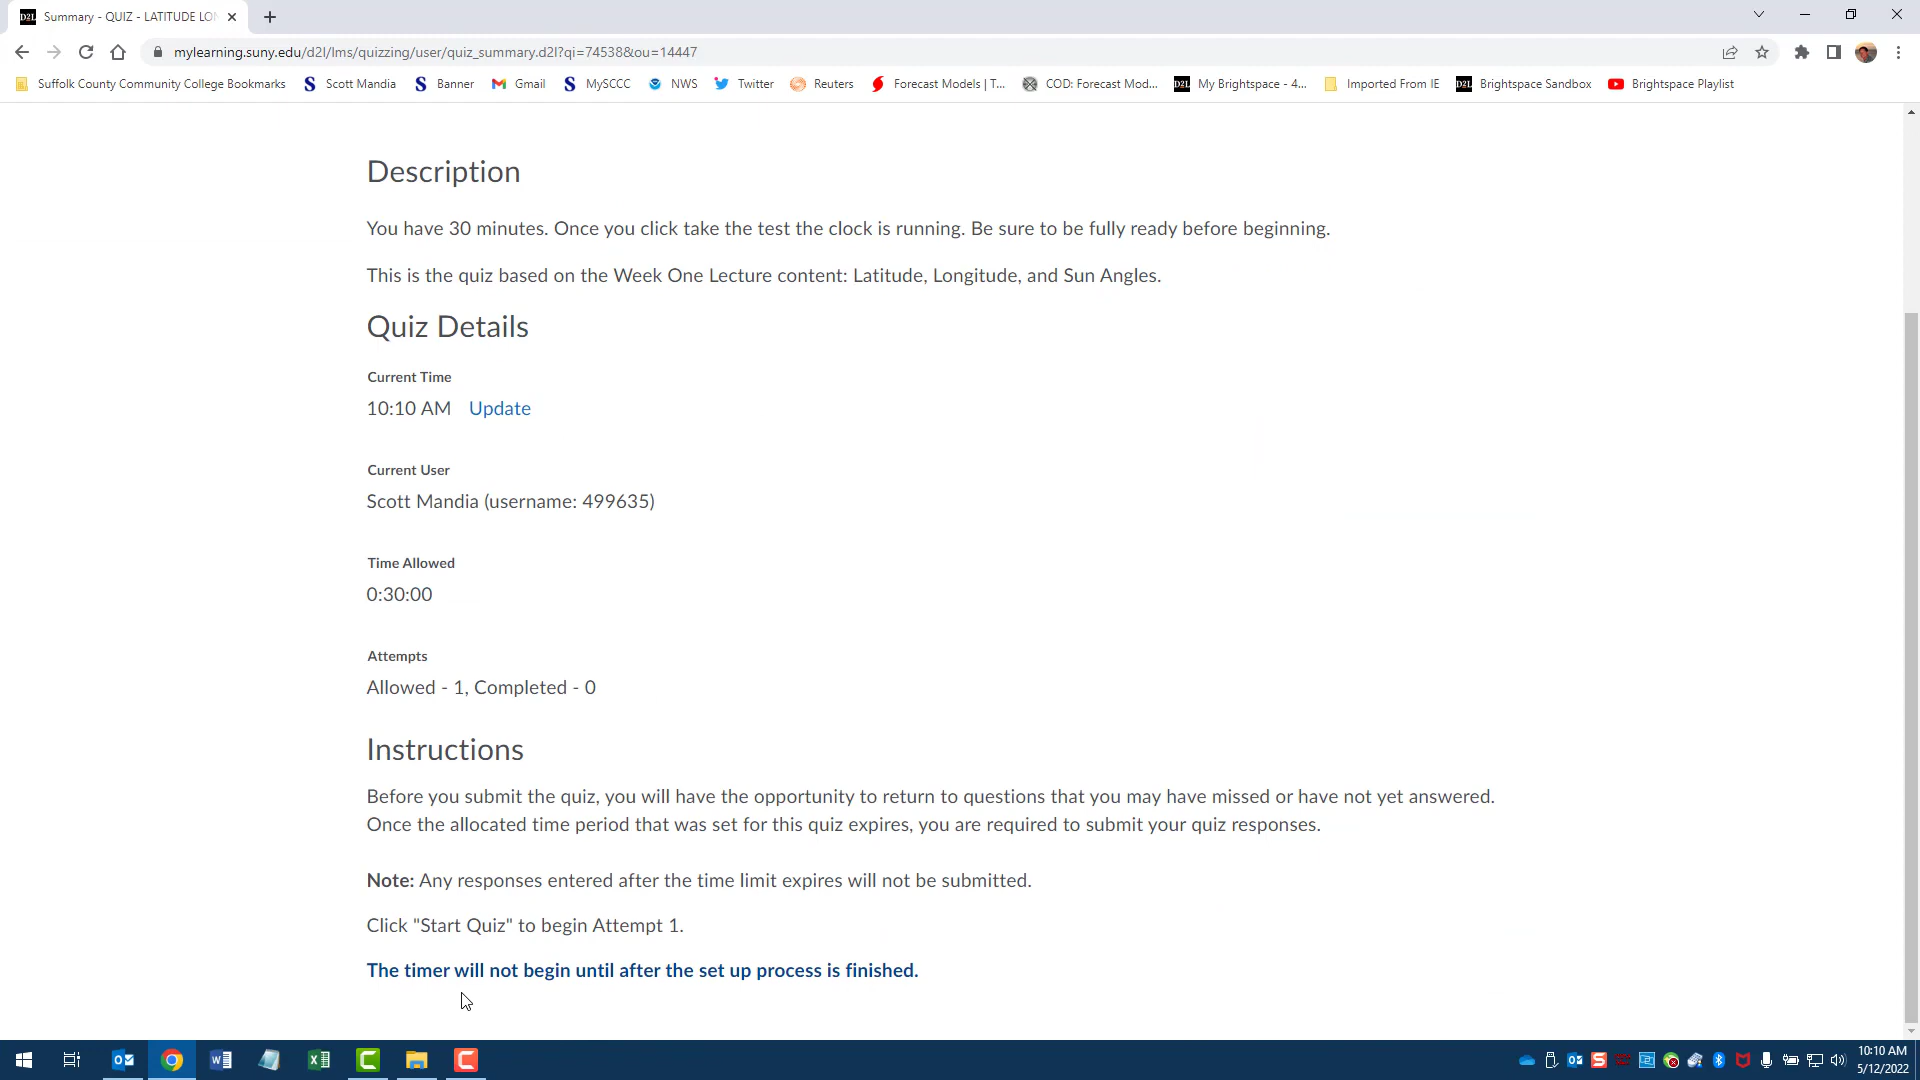 Summary - QUIZ - LATITUDE LON
mylearning.suny.edu/d2l/lms/quizzing/user/quiz_summary.d2l?qi=74538&ou=14447
Suffolk County Community College Bookmarks
Scott Mandia
Banner
Gmail
MySCCC
NWS
Twitter
Reuters
Forecast Models | T...
COD: Forecast Mod...
My Brightspace - 4...
Imported From IE
Brightspace Sandbox
Brightspace Playlist
Description
You have 30 minutes. Once you click take the test the clock is running. Be sure to be fully ready before beginning.
This is the quiz based on the Week One Lecture content: Latitude, Longitude, and Sun Angles.
Quiz Details
Current Time
10:10 AM Update
Current User
Scott Mandia (username: 499635)
Time Allowed
0:30:00
Attempts
Allowed - 1, Completed - 0
Instructions
Before you submit the quiz, you will have the opportunity to return to questions that you may have missed or have not yet answered.
Once the allocated time period that was set for this quiz expires, you are required to submit your quiz responses.
Note: Any responses entered after the time limit expires will not be submitted.
Click "Start Quiz" to begin Attempt 1.
The timer will not begin until after the set up process is finished.
10:10 AM
5/12/2022